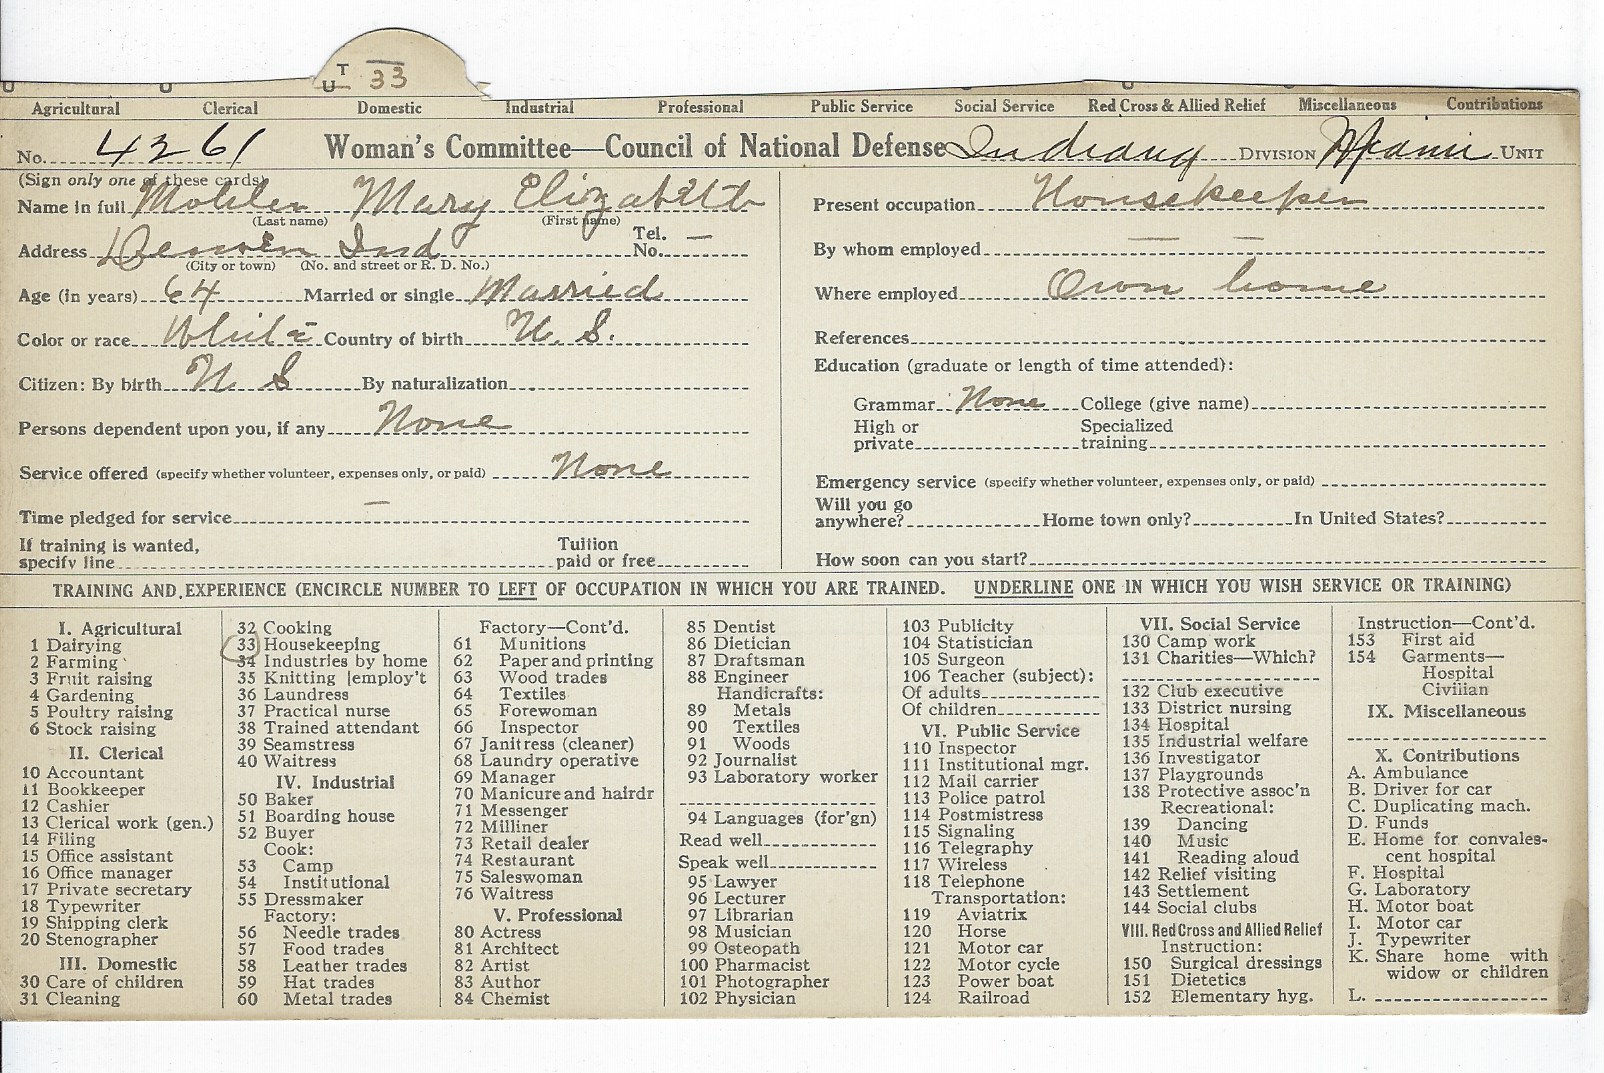 U T 33
Agricultural Clerical Domestic Industrial Professional Public Service Social Service Red Cross & Allied Relief Miscellaneous Contributions
No. 4261 Woman's Committee—Council of National Defense Indiana DIVISION Miami UNIT
(Sign only one of these cards)
Name in full Mohler Mary Elizabeth
(Last name) (First name)
Address Denver Ind Tel. No. —
(City or town) (No. and street or R. D. No.)
Age (in years) 64 Married or single Married
Color or race White Country of birth U. S.
Citizen: By birth U S By naturalization
Persons dependent upon you, if any None
Service offered (specify whether volunteer, expenses only, or paid) None
Time pledged for service —
If training is wanted, specify line Tuition paid or free
Present occupation Housekeeper
By whom employed — —
Where employed Own home
References
Education (graduate or length of time attended):
Grammar None College (give name)
High or private Specialized training
Emergency service (specify whether volunteer, expenses only, or paid)
Will you go anywhere? Home town only? In United States?
How soon can you start?
TRAINING AND EXPERIENCE (ENCIRCLE NUMBER TO LEFT OF OCCUPATION IN WHICH YOU ARE TRAINED. UNDERLINE ONE IN WHICH YOU WISH SERVICE OR TRAINING)
I. Agricultural
1 Dairying
2 Farming
3 Fruit raising
4 Gardening
5 Poultry raising
6 Stock raising
II. Clerical
10 Accountant
11 Bookkeeper
12 Cashier
13 Clerical work (gen.)
14 Filing
15 Office assistant
16 Office manager
17 Private secretary
18 Typewriter
19 Shipping clerk
20 Stenographer
III. Domestic
30 Care of children
31 Cleaning
32 Cooking
33 Housekeeping
34 Industries by home
35 Knitting [employ't
36 Laundress
37 Practical nurse
38 Trained attendant
39 Seamstress
40 Waitress
IV. Industrial
50 Baker
51 Boarding house
52 Buyer
Cook:
53 Camp
54 Institutional
55 Dressmaker
Factory:
56 Needle trades
57 Food trades
58 Leather trades
59 Hat trades
60 Metal trades
Factory—Cont'd.
61 Munitions
62 Paper and printing
63 Wood trades
64 Textiles
65 Forewoman
66 Inspector
67 Janitress (cleaner)
68 Laundry operative
69 Manager
70 Manicure and hairdr
71 Messenger
72 Milliner
73 Retail dealer
74 Restaurant
75 Saleswoman
76 Waitress
V. Professional
80 Actress
81 Architect
82 Artist
83 Author
84 Chemist
85 Dentist
86 Dietician
87 Draftsman
88 Engineer
Handicrafts:
89 Metals
90 Textiles
91 Woods
92 Journalist
93 Laboratory worker
94 Languages (for'gn)
Read well
Speak well
95 Lawyer
96 Lecturer
97 Librarian
98 Musician
99 Osteopath
100 Pharmacist
101 Photographer
102 Physician
103 Publicity
104 Statistician
105 Surgeon
106 Teacher (subject):
Of adults
Of children
VI. Public Service
110 Inspector
111 Institutional mgr.
112 Mail carrier
113 Police patrol
114 Postmistress
115 Signaling
116 Telegraphy
117 Wireless
118 Telephone
Transportation:
119 Aviatrix
120 Horse
121 Motor car
122 Motor cycle
123 Power boat
124 Railroad
VII. Social Service
130 Camp work
131 Charities—Which?
132 Club executive
133 District nursing
134 Hospital
135 Industrial welfare
136 Investigator
137 Playgrounds
138 Protective assoc'n
Recreational:
139 Dancing
140 Music
141 Reading aloud
142 Relief visiting
143 Settlement
144 Social clubs
VIII. Red Cross and Allied Relief
Instruction:
150 Surgical dressings
151 Dietetics
152 Elementary hyg.
Instruction—Cont'd.
153 First aid
154 Garments—
Hospital
Civilian
IX. Miscellaneous
X. Contributions
A. Ambulance
B. Driver for car
C. Duplicating mach.
D. Funds
E. Home for convales-
cent hospital
F. Hospital
G. Laboratory
H. Motor boat
I. Motor car
J. Typewriter
K. Share home with
widow or children
L.